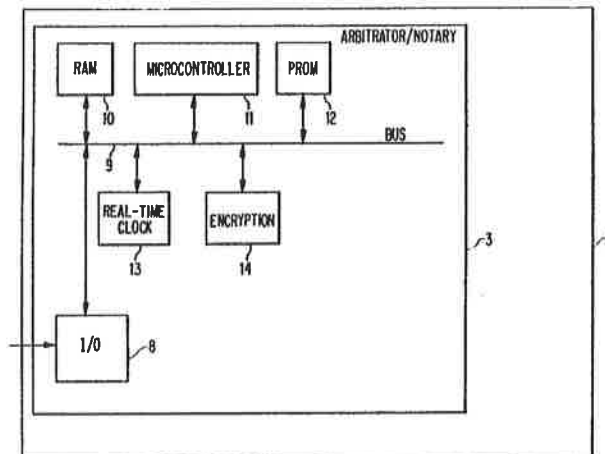 ARBITRATOR/NOTARY
RAM
MICROCONTROLLER
PROM
10
11
12
BUS
9
REAL-TIME
CLOCK
ENCRYPTION
13
14
3
I/O
8